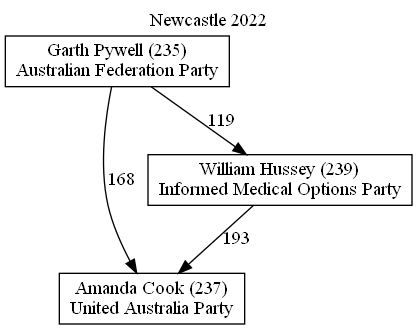 Newcastle 2022
Garth Pywell (235)
Australian Federation Party
119
William Hussey (239)
Informed Medical Options Party
168
193
Amanda Cook (237)
United Australia Party